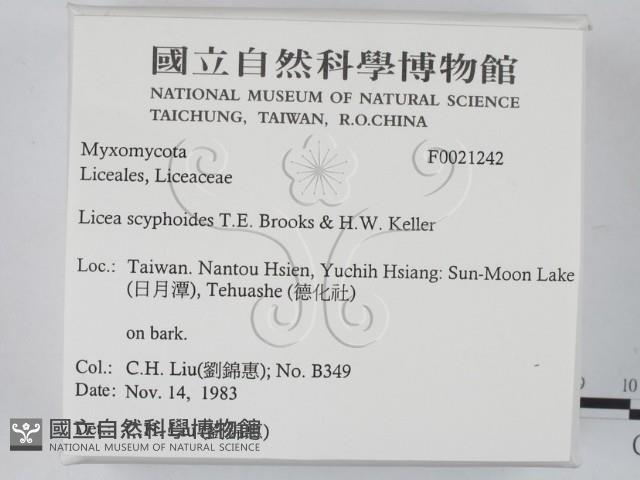 國立自然科學博物館
NATIONAL MUSEUM OF NATURAL SCIENCE
TAICHUNG, TAIWAN, R.O.CHINA
Myxomycota F0021242
Liceales, Liceaceae
Licea scyphoides T.E. Brooks & H.W. Keller
Loc.: Taiwan. Nantou Hsien, Yuchih Hsiang: Sun-Moon Lake
(日月潭), Tehuashe (德化社)
on bark.
Col.: C.H. Liu(劉錦惠); No. B349
Date: Nov. 14, 1983
國立自然科學博物館
NATIONAL MUSEUM OF NATURAL SCIENCE
10